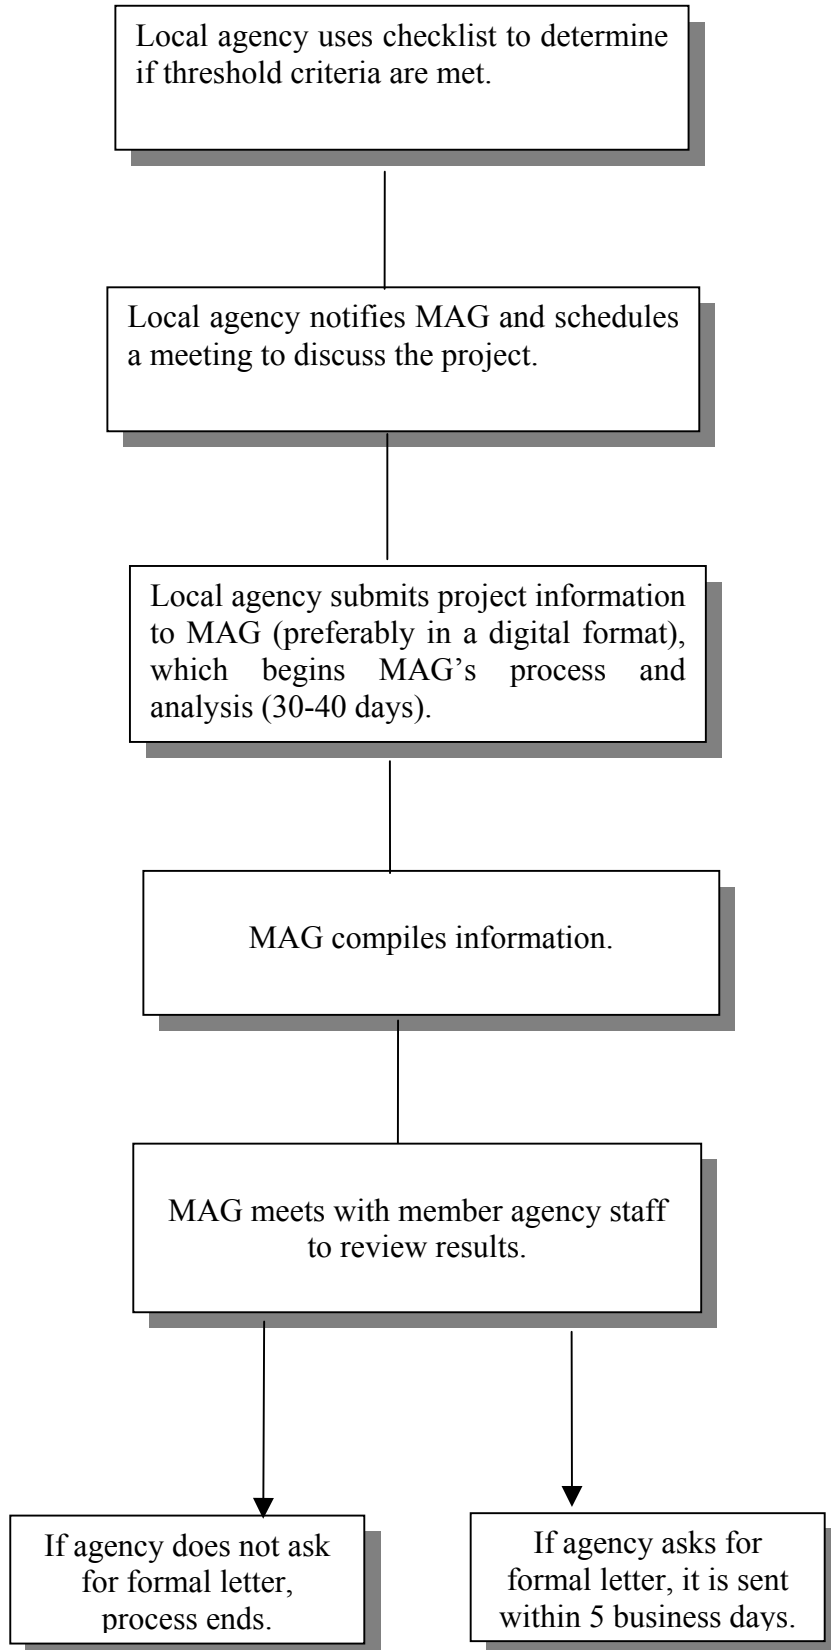 Local agency uses checklist to determine
if threshold criteria are met.
Local agency notifies MAG and schedules
a meeting to discuss the project.
Local agency submits project information
to MAG (preferably in a digital format),
which begins MAG’s process and
analysis (30-40 days).
MAG compiles information.
MAG meets with member agency staff
to review results.
If agency does not ask
for formal letter,
process ends.
If agency asks for
formal letter, it is sent
within 5 business days.